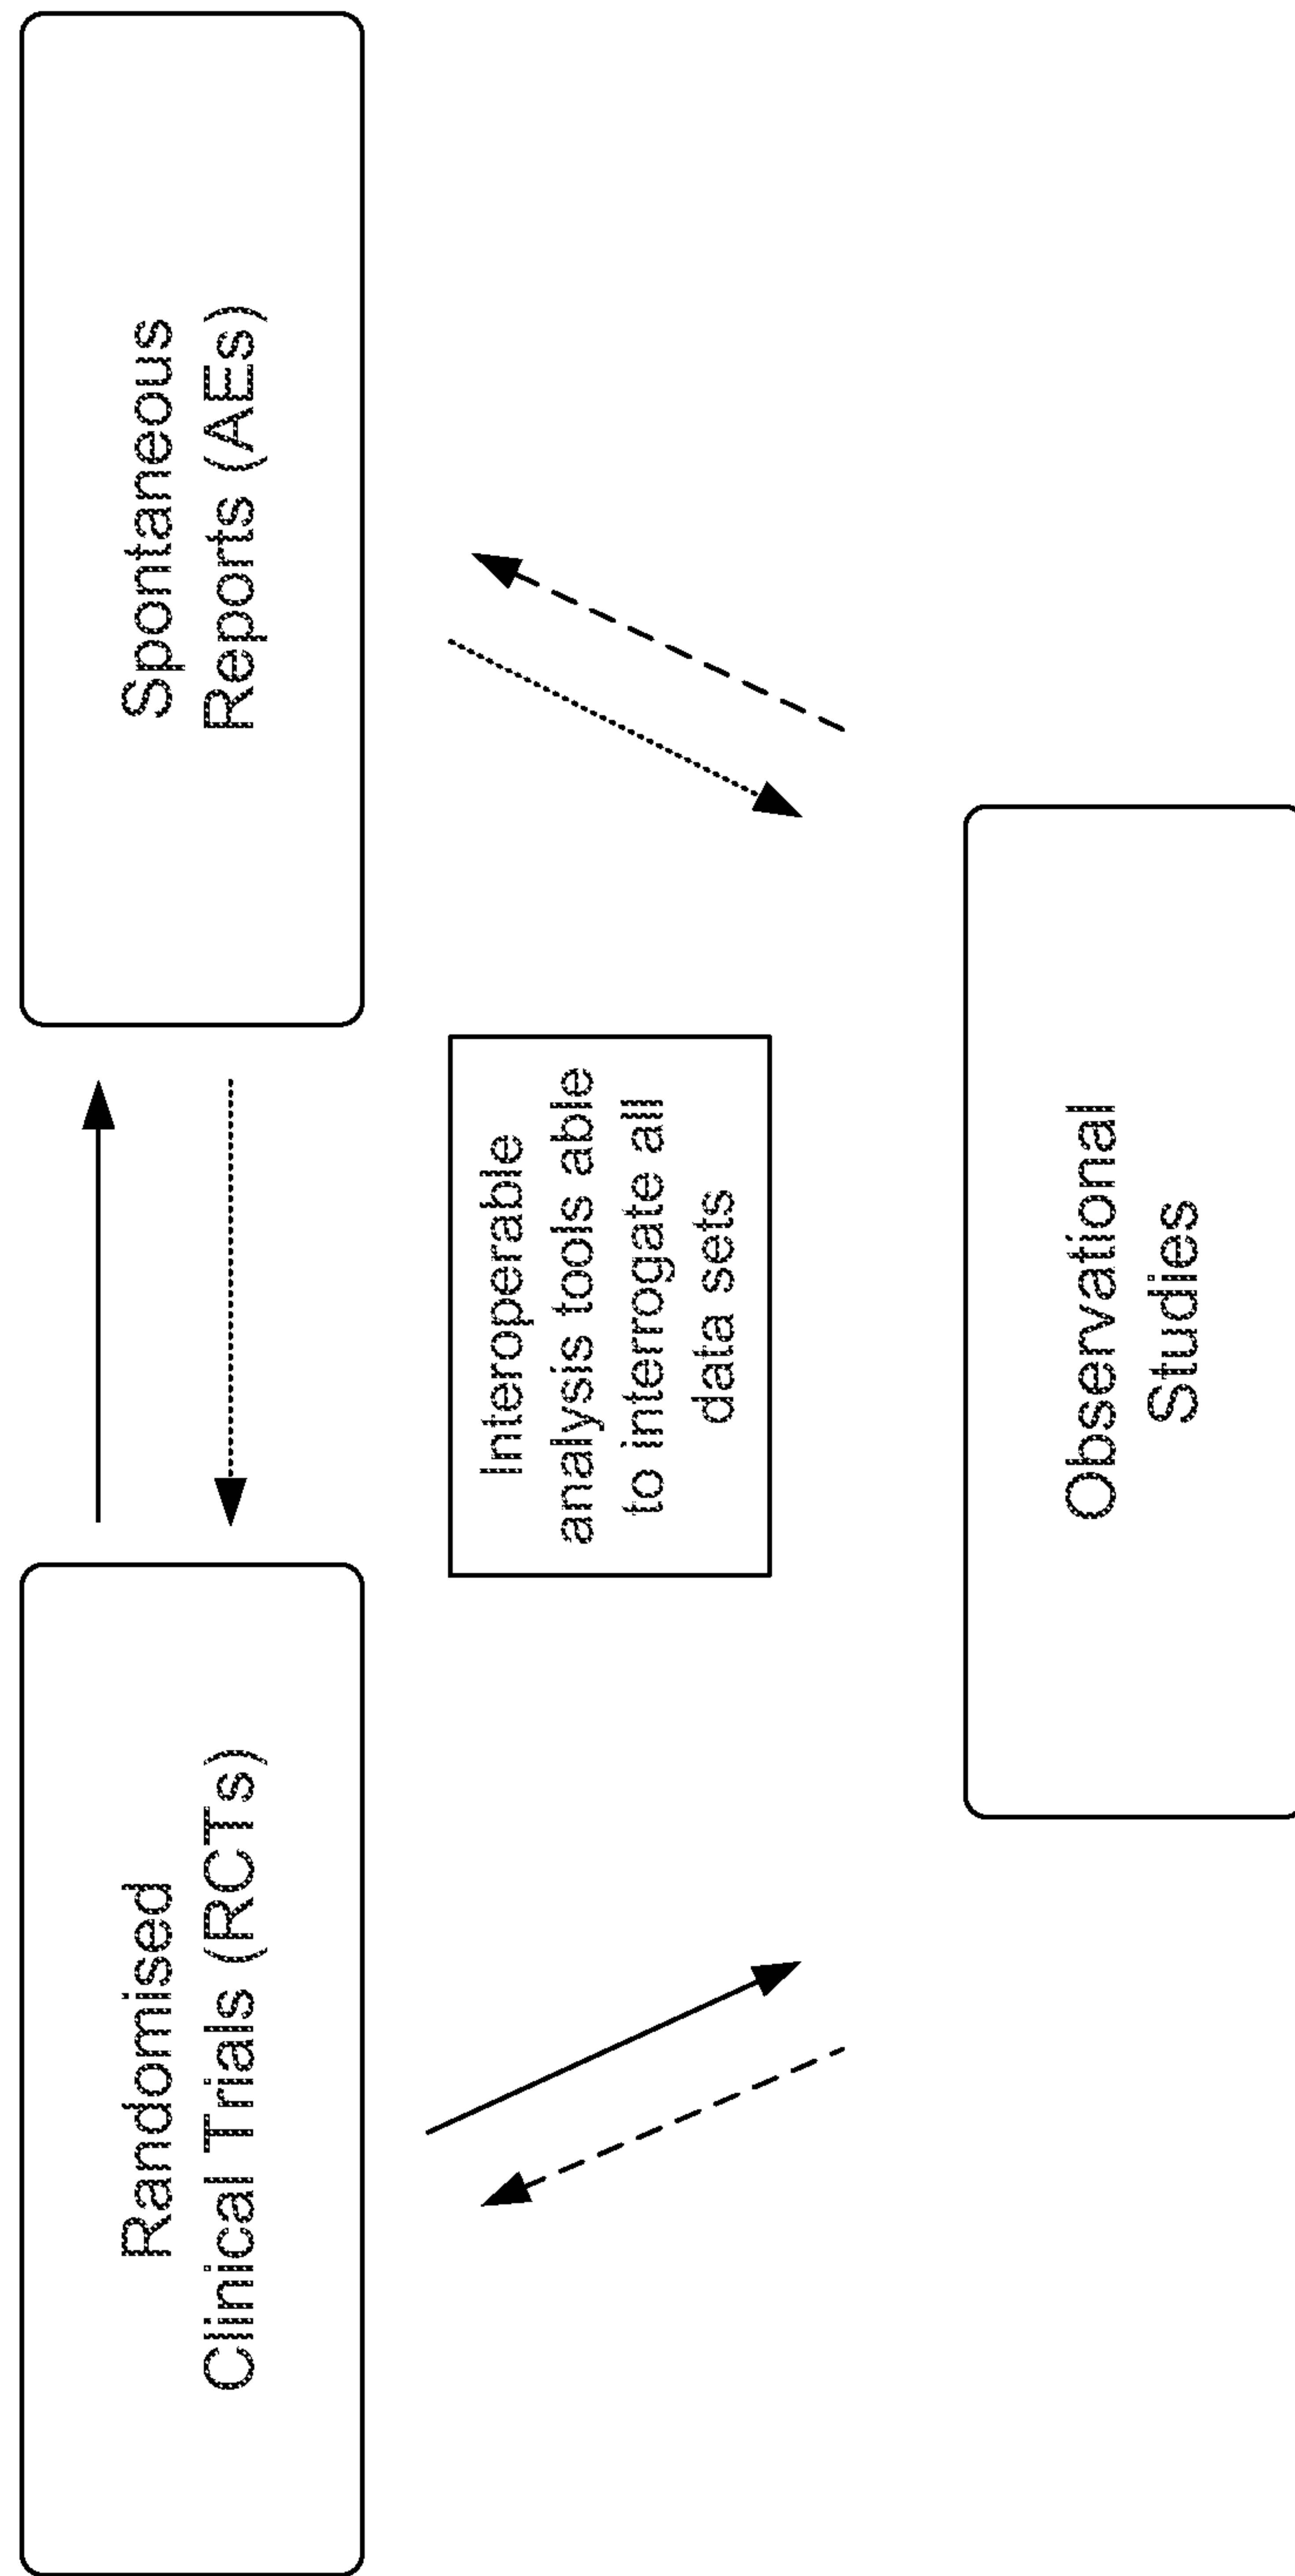 Randomised
Clinical Trials (RCTs)
Spontaneous
Reports (AEs)
Interoperable
analysis tools able
to interrogate all
data sets
Observational
Studies